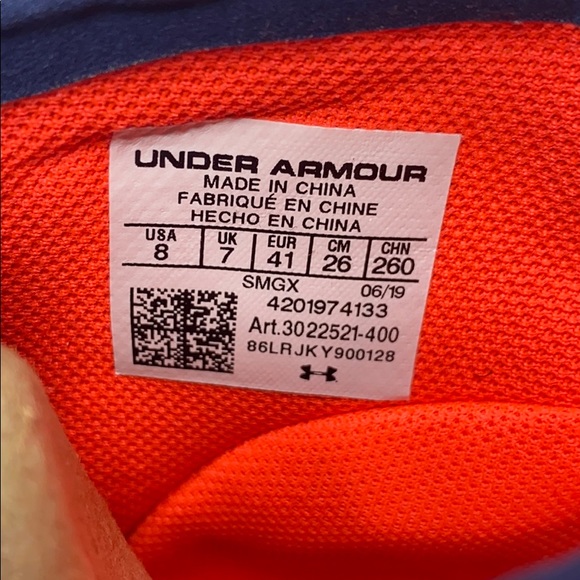 UNDER ARMOUR
MADE IN CHINA
FABRIQUÉ EN CHINE
HECHO EN CHINA
USA UK EUR CM CHN
8 7 41 26 260
SMGX 06/19
4201974133
Art.3022521-400
86LRJKY900128